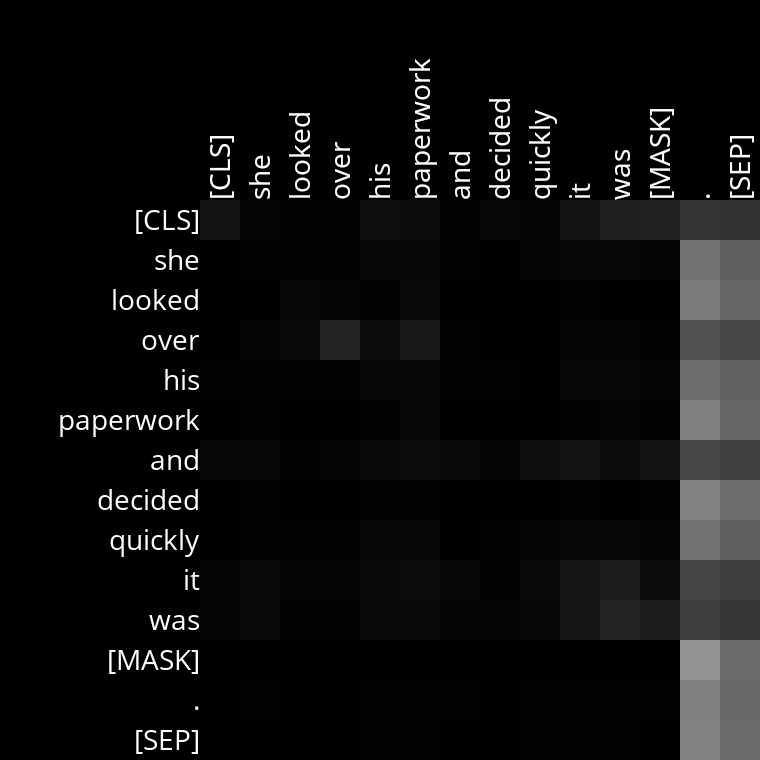 [CLS] she looked over his paperwork and decided quickly it was [MASK] . [SEP]
[CLS]
she
looked
over
his
paperwork
and
decided
quickly
it
was
[MASK]
.
[SEP]